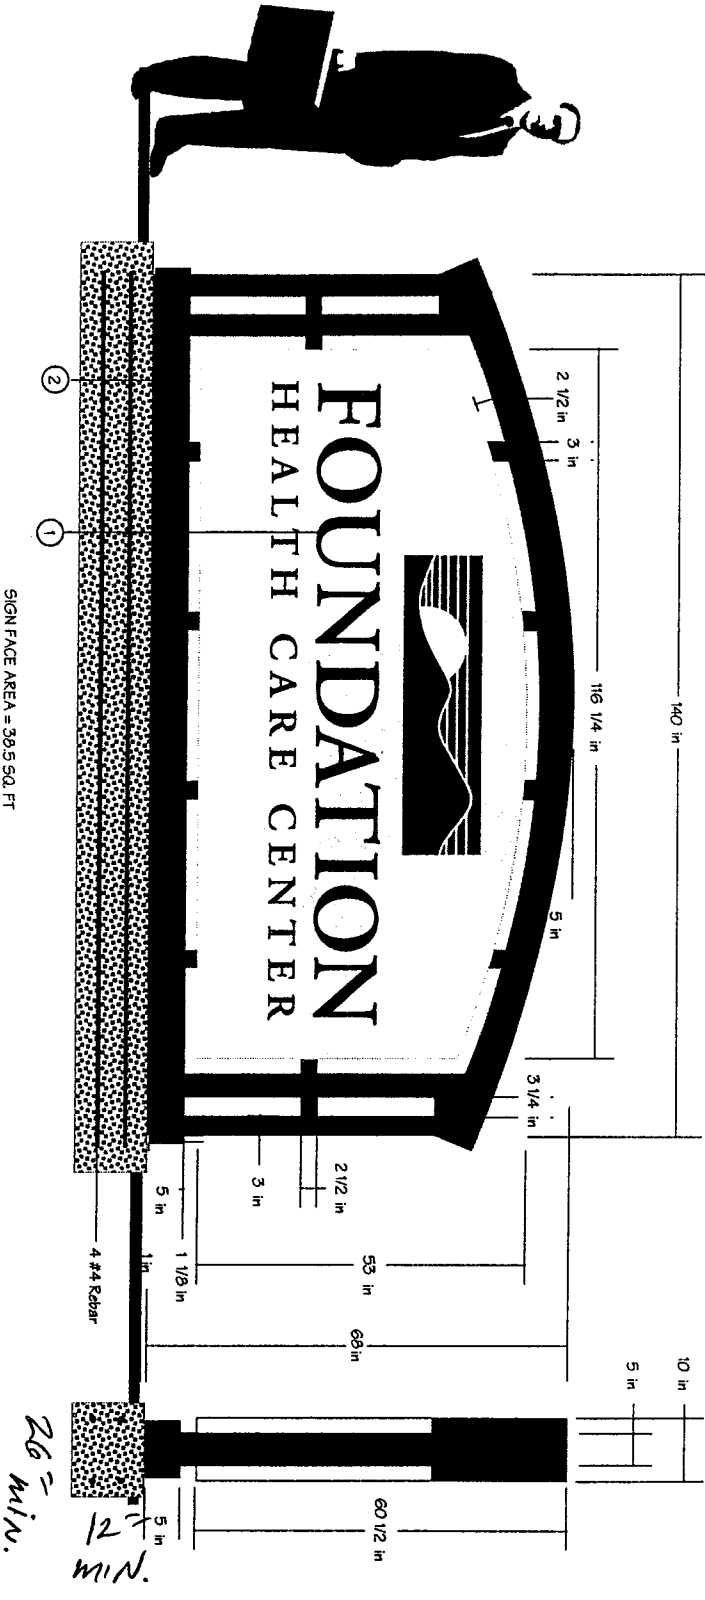 140 in
116 1/4 in
2 1/2 in
3 in
5 in
3 1/4 in
FOUNDATION
HEALTH CARE CENTER
2 1/2 in
3 in
53 in
68 in
5 in
1 1/8 in
1 in
10 in
5 in
60 1/2 in
5 in
1
2
4 #4 Rebar
SIGN FACE AREA = 38.5 SQ. FT
12" MIN.
26" MIN.